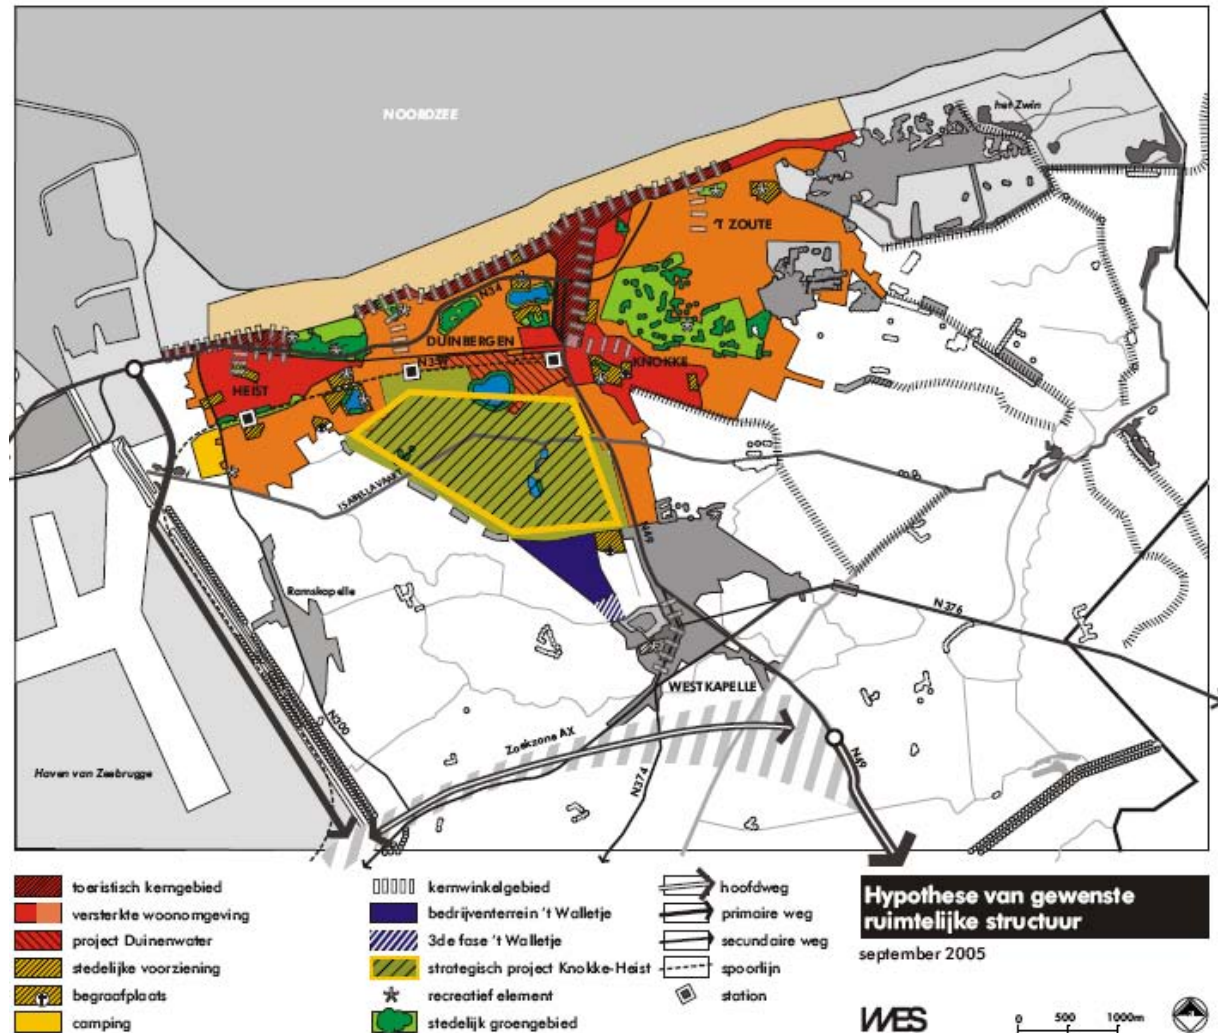 NOORDZEE
het Zwin
'T ZOUTE
N34
DUINBERGEN
KNOKKE
HEIST
ISABELLAVAART
N49
Ramskapelle
N376
WESTKAPELLE
N300
Zoekzone AX
N49
Haven van Zeebrugge
N374
toeristisch kerngebied
versterkte woonomgeving
project Duinenwater
stedelijke voorziening
begraafplaats
camping
kernwinkelgebied
bedrijventerrein 't Walletje
3de fase 't Walletje
strategisch project Knokke-Heist
recreatief element
stedelijk groengebied
hoofdweg
primaire weg
secundaire weg
spoorlijn
station
Hypothese van gewenste
ruimtelijke structuur
september 2005
WES
0 500 1000m